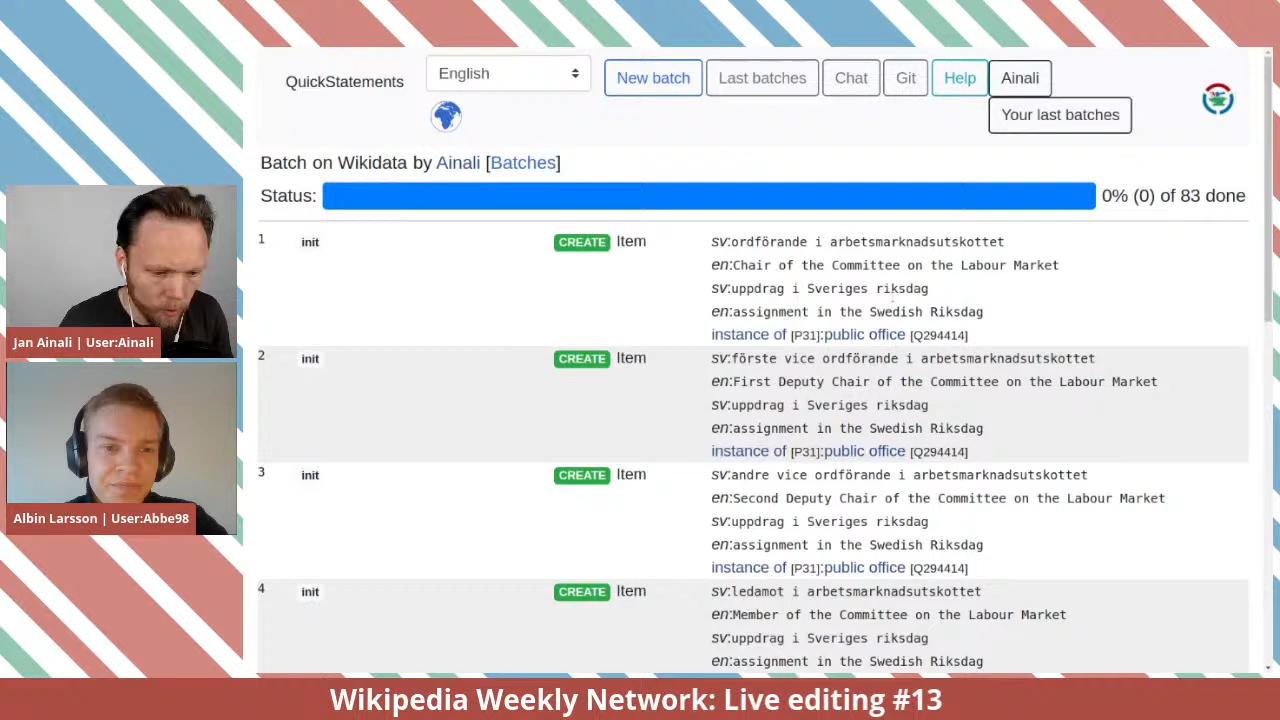 QuickStatements
English
New batch
Last batches
Chat
Git
Help
Ainali
Your last batches
Batch on Wikidata by Ainali [Batches]
Status: 0% (0) of 83 done
1 init CREATE Item sv:ordförande i arbetsmarknadsutskottet
en:Chair of the Committee on the Labour Market
sv:uppdrag i Sveriges riksdag
en:assignment in the Swedish Riksdag
instance of [P31]:public office [Q294414]
2 init CREATE Item sv:förste vice ordförande i arbetsmarknadsutskottet
en:First Deputy Chair of the Committee on the Labour Market
sv:uppdrag i Sveriges riksdag
en:assignment in the Swedish Riksdag
instance of [P31]:public office [Q294414]
3 init CREATE Item sv:andre vice ordförande i arbetsmarknadsutskottet
en:Second Deputy Chair of the Committee on the Labour Market
sv:uppdrag i Sveriges riksdag
en:assignment in the Swedish Riksdag
instance of [P31]:public office [Q294414]
4 init CREATE Item sv:ledamot i arbetsmarknadsutskottet
en:Member of the Committee on the Labour Market
sv:uppdrag i Sveriges riksdag
en:assignment in the Swedish Riksdag
Jan Ainali | User:Ainali
Albin Larsson | User:Abbe98
Wikipedia Weekly Network: Live editing #13